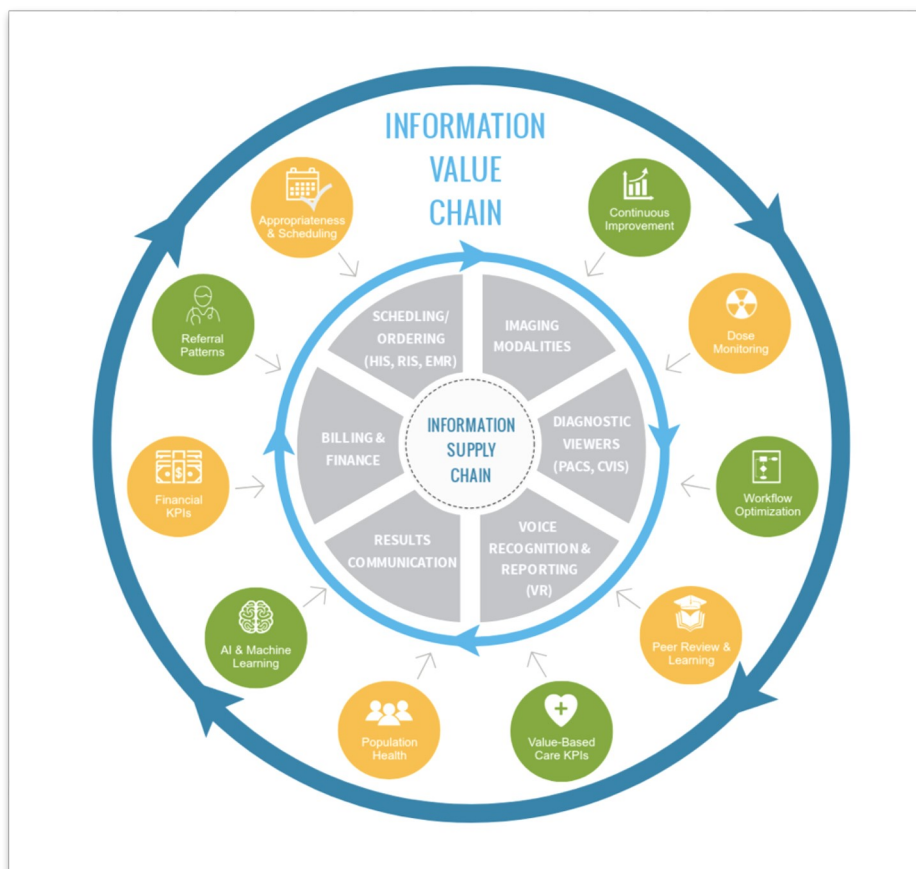 INFORMATION
VALUE
CHAIN
Appropriateness
& Scheduling
Continuous
Improvement
Referral
Patterns
Dose
Monitoring
SCHEDLING/
ORDERING
(HIS, RIS, EMR)
IMAGING
MODALITIES
BILLING &
FINANCE
INFORMATION
SUPPLY
CHAIN
DIAGNOSTIC
VIEWERS
(PACS, CVIS)
Financial
KPIs
Workflow
Optimization
RESULTS
COMMUNICATION
VOICE
RECOGNITION &
REPORTING
(VR)
AI & Machine
Learning
Peer Review &
Learning
Population
Health
Value-Based
Care KPIs
$